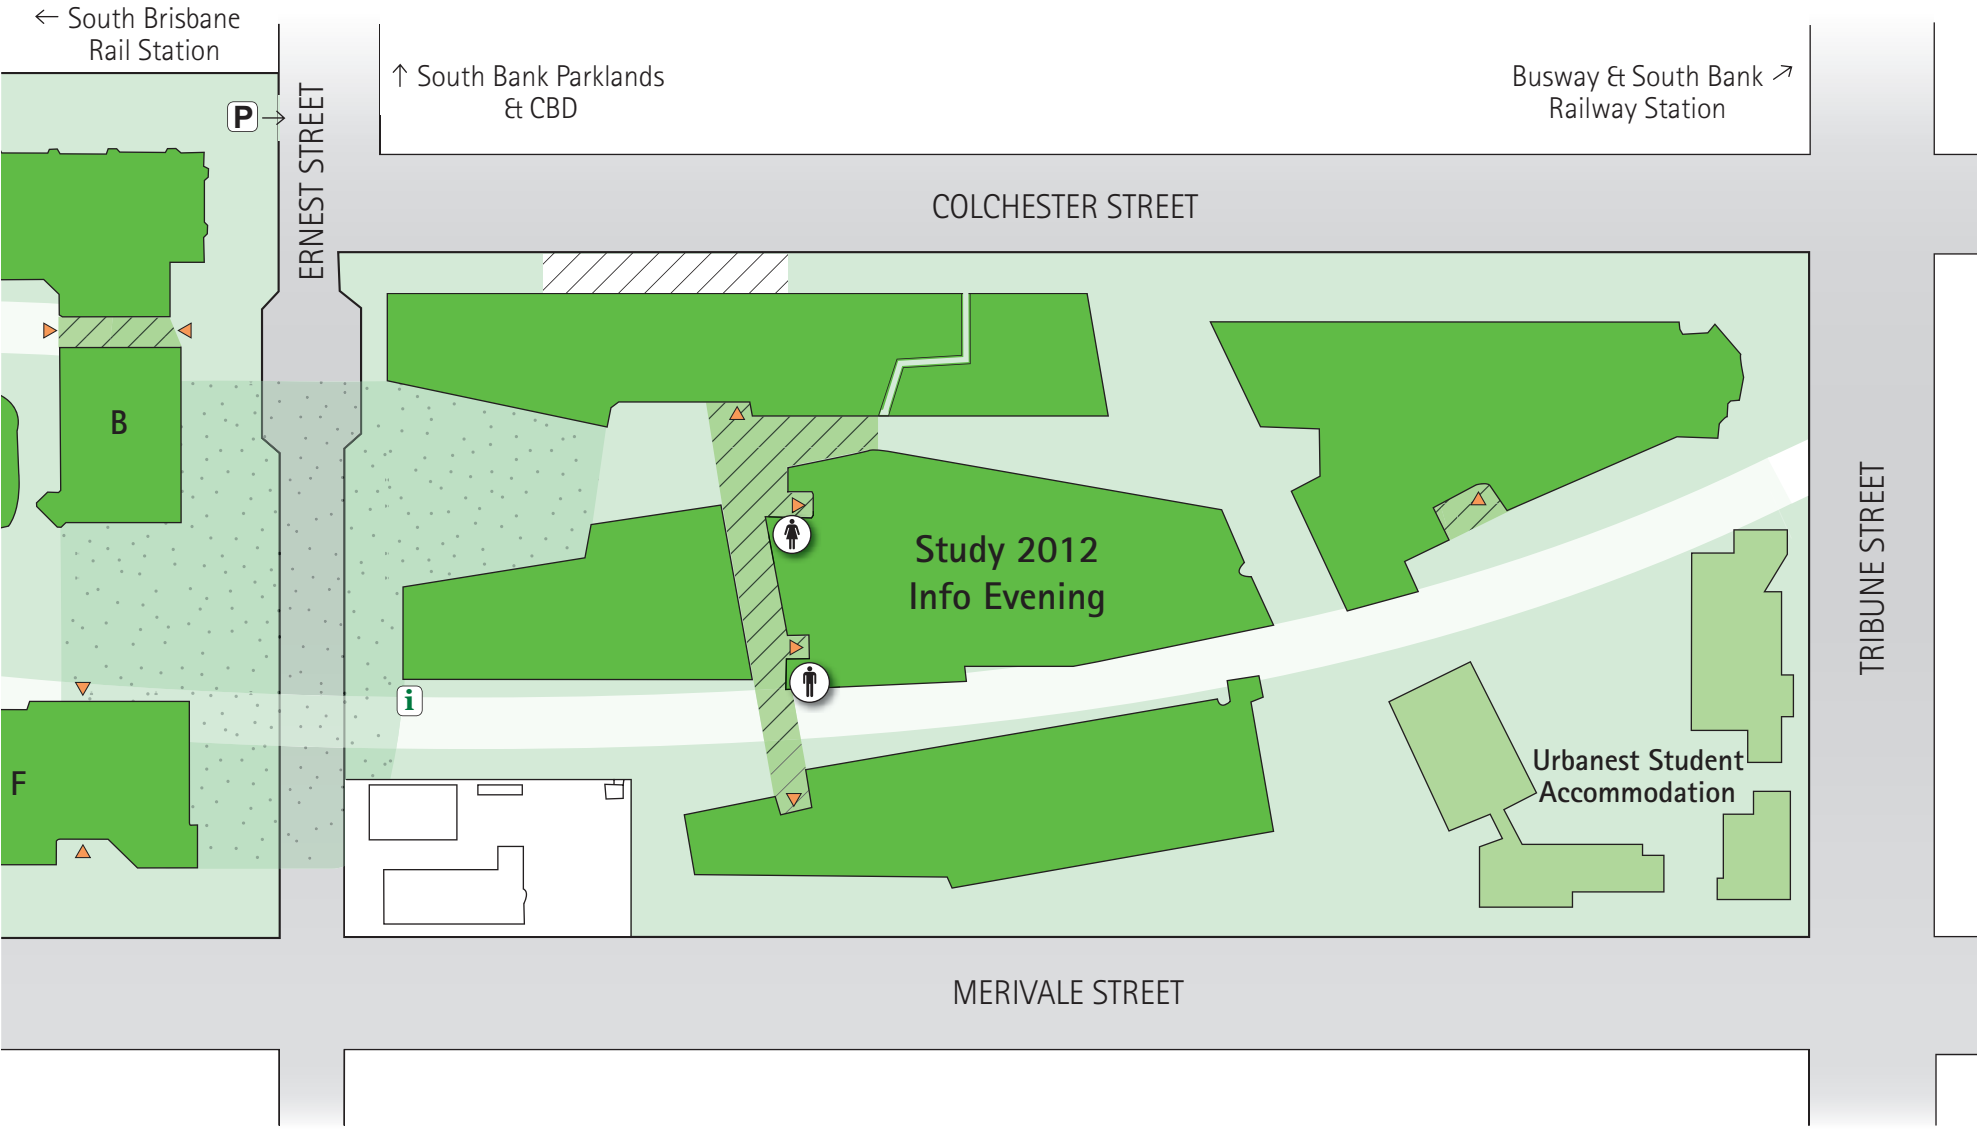 ← South Brisbane
Rail Station
↑ South Bank Parklands
& CBD
Busway & South Bank ↗
Railway Station
P →
ERNEST STREET
COLCHESTER STREET
B
Study 2012
Info Evening
TRIBUNE STREET
i
F
Urbanest Student
Accommodation
MERIVALE STREET